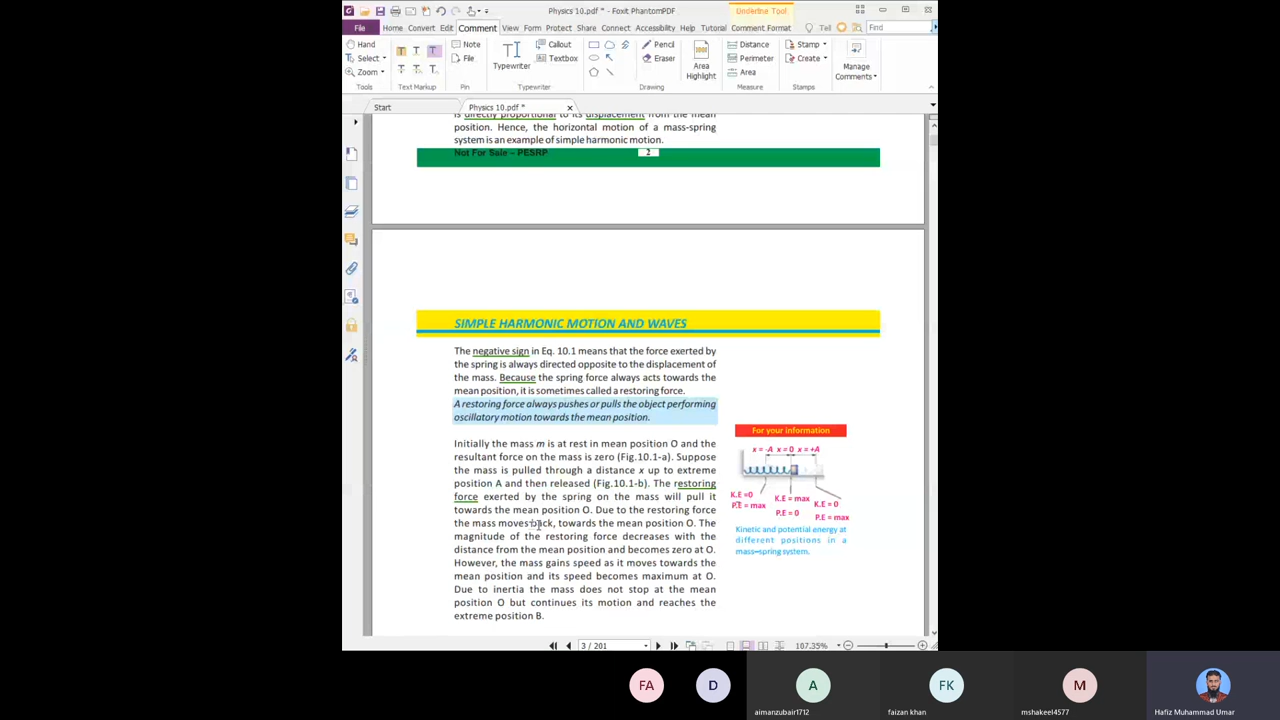 Physics 10.pdf * - Foxit PhantomPDF
Underline Tool
File Home Convert Edit Comment View Form Protect Share Connect Accessibility Help Tutorial Comment Format Tell Find
Hand
Select
Zoom
Tools
Text Markup
Note
File
Pin
Typewriter
Callout
Textbox
Typewriter
Pencil
Eraser
Area
Highlight
Drawing
Distance
Perimeter
Area
Measure
Stamp
Create
Stamps
Manage
Comments
Start
Physics 10.pdf *
is directly proportional to its displacement from the mean
position. Hence, the horizontal motion of a mass-spring
system is an example of simple harmonic motion.
Not For Sale – PESRP
2
SIMPLE HARMONIC MOTION AND WAVES
The negative sign in Eq. 10.1 means that the force exerted by
the spring is always directed opposite to the displacement of
the mass. Because the spring force always acts towards the
mean position, it is sometimes called a restoring force.
A restoring force always pushes or pulls the object performing
oscillatory motion towards the mean position.
Initially the mass m is at rest in mean position O and the
resultant force on the mass is zero (Fig.10.1-a). Suppose
the mass is pulled through a distance x up to extreme
position A and then released (Fig.10.1-b). The restoring
force exerted by the spring on the mass will pull it
towards the mean position O. Due to the restoring force
the mass moves back, towards the mean position O. The
magnitude of the restoring force decreases with the
distance from the mean position and becomes zero at O.
However, the mass gains speed as it moves towards the
mean position and its speed becomes maximum at O.
Due to inertia the mass does not stop at the mean
position O but continues its motion and reaches the
extreme position B.
For your information
x = -A x = 0 x = +A
K.E =0
P.E = max
K.E = max
P.E = 0
K.E = 0
P.E = max
Kinetic and potential energy at
different positions in a
mass–spring system.
3 / 201
107.35%
FA
D
A
aimanzubair1712
FK
faizan khan
M
mshakeel4577
Hafiz Muhammad Umar